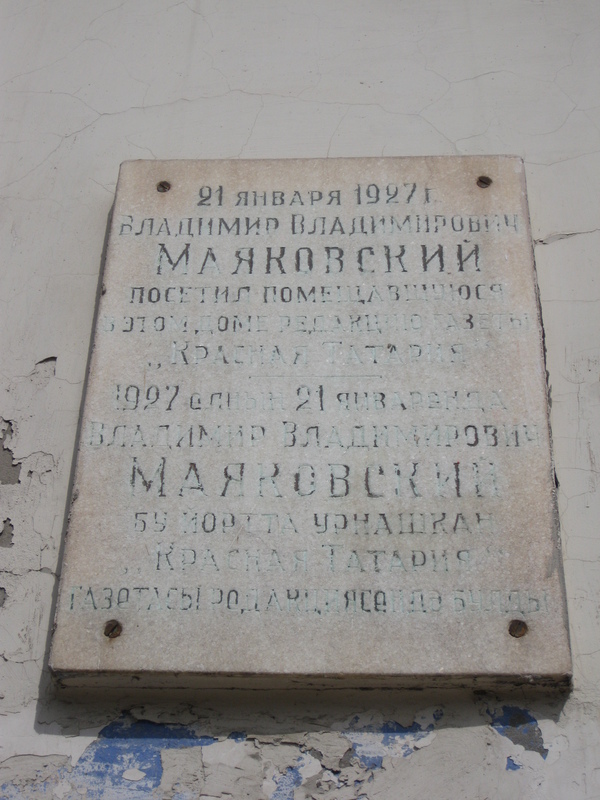 21 ЯНВАРЯ 1927 Г.
ВЛАДИМИР ВЛАДИМИРОВИЧ
МАЯКОВСКИЙ
ПОСЕТИЛ ПОМЕЩАВШУЮСЯ
В ЭТОМ ДОМЕ РЕДАКЦИЮ ГАЗЕТЫ
„КРАСНАЯ ТАТАРИЯ"
1927 ЕЛНЫҢ 21 ЯНВАРЕНДА
ВЛАДИМИР ВЛАДИМИРОВИЧ
МАЯКОВСКИЙ
БУ ЙОРТТА УРНАШКАН
„КРАСНАЯ ТАТАРИЯ"
ГАЗЕТАСЫ РЕДАКЦИЯСЕНДӘ БУЛДЫ